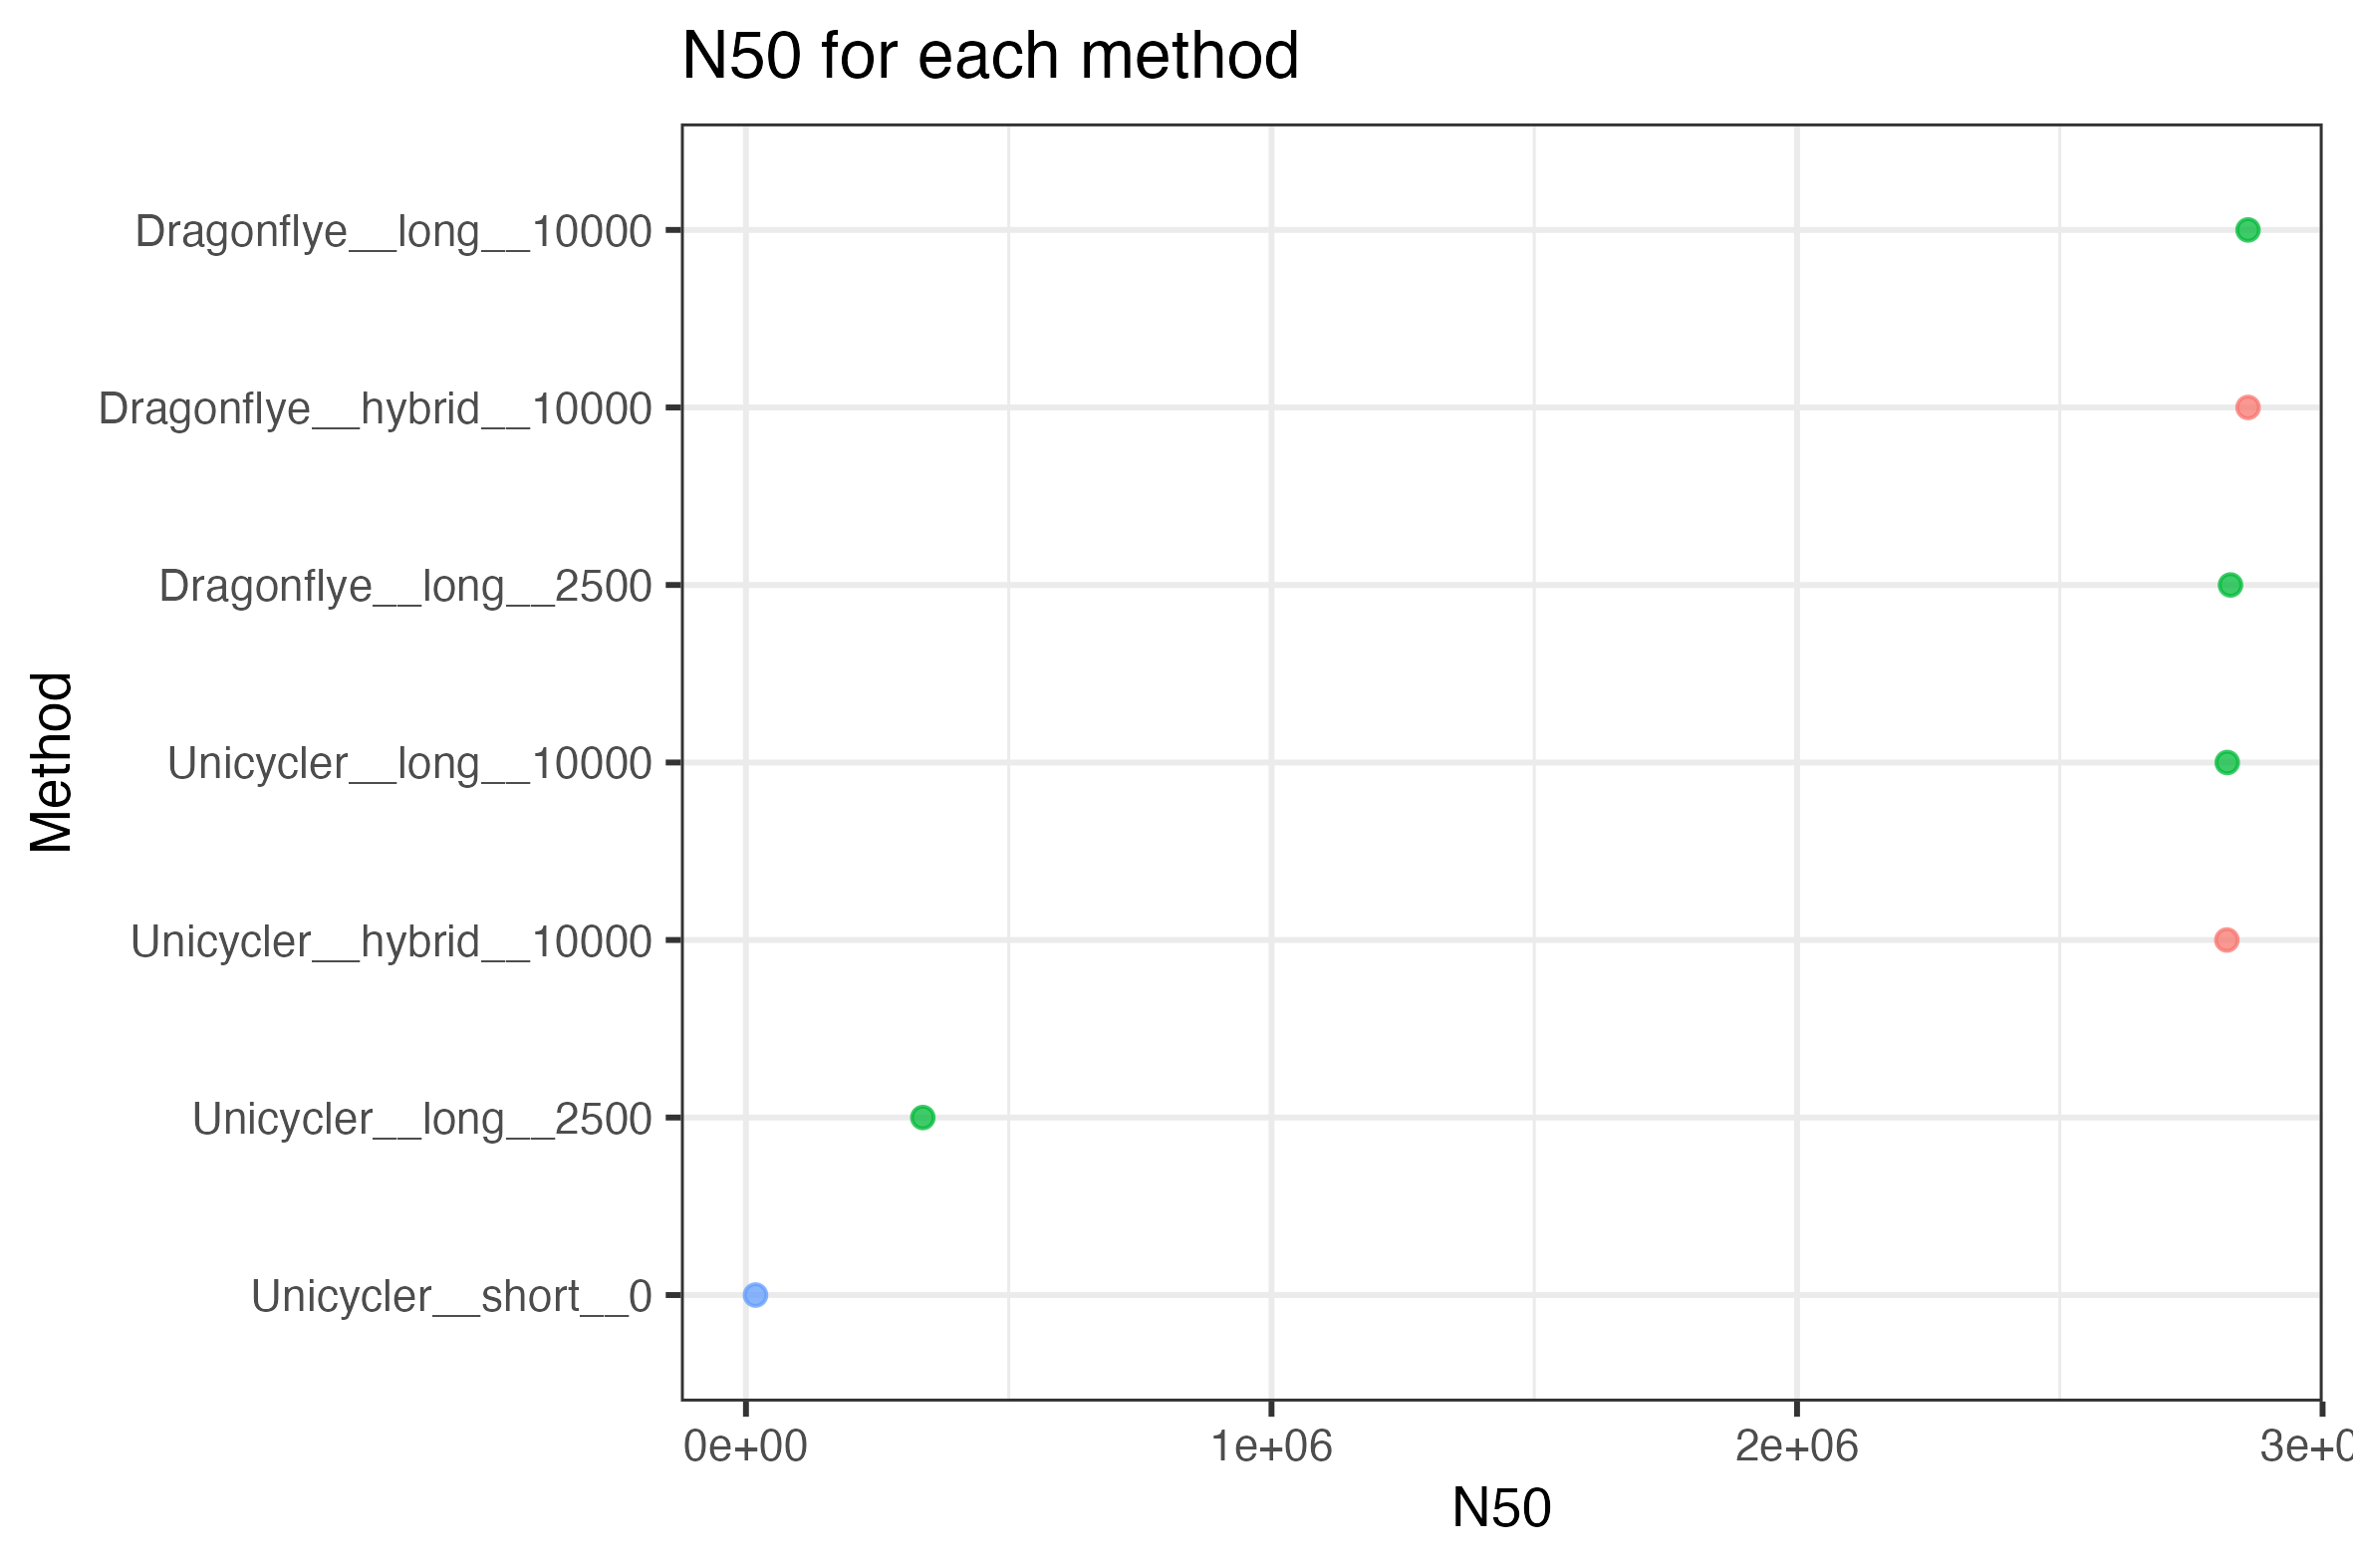 N50 for each method
Dragonflye__long__10000
Dragonflye__hybrid__10000
Dragonflye__long__2500
Unicycler__long__10000
Unicycler__hybrid__10000
Unicycler__long__2500
Unicycler__short__0
Method
0e+00 1e+06 2e+06
N50